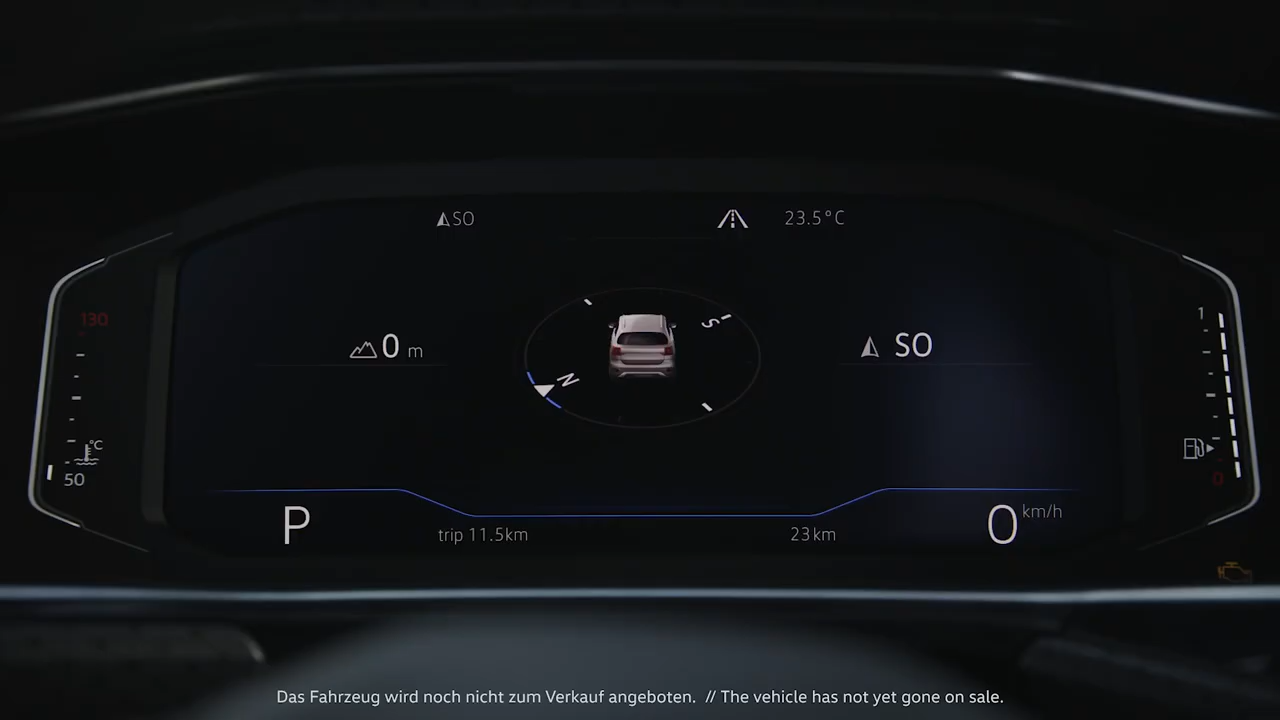 SO
23.5°C
130
1
0 m
SO
S
N
°C
50
0
P
trip 11.5km
23km
0 km/h
Das Fahrzeug wird noch nicht zum Verkauf angeboten. // The vehicle has not yet gone on sale.